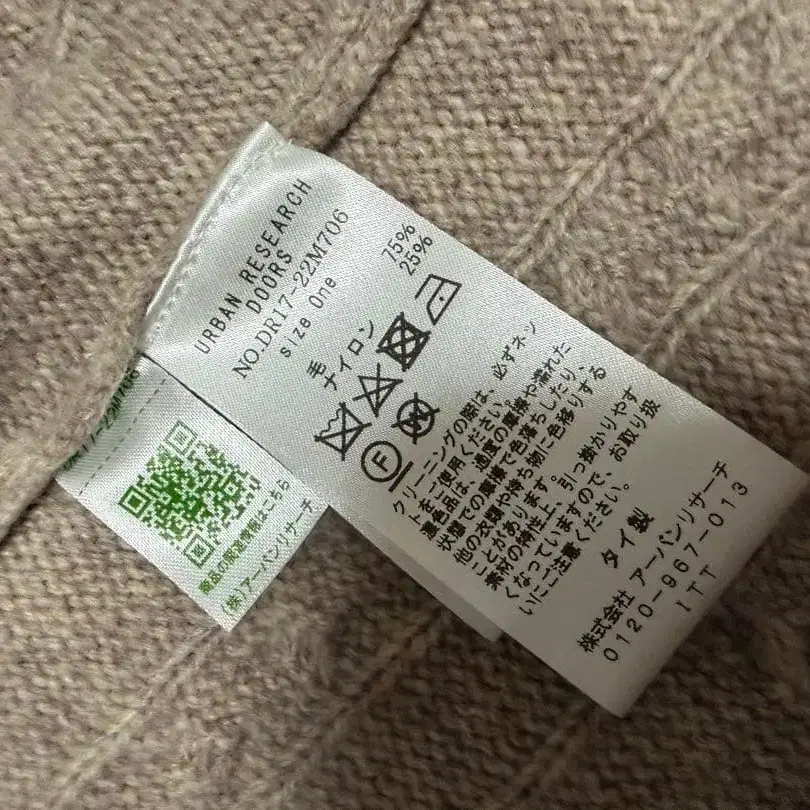 URBAN RESEARCH
DOORS
NO.DR17-22M706
size One
毛 75%
ナイロン 25%
クリーニングの際は、必ずネッ
トをご使用ください。
濃色品は、過度の摩擦や濡れた
状態での摩擦で色落ちしたり、
他の衣類や持ち物に色移りする
ことがあります。
素材の特性上、引っ掛かりやす
くなっていますので、お取り扱
いにご注意ください。
タイ製
株式会社 アーバンリサーチ
0120-967-013
ITT
DR17-22M706
商品の製造履歴はこちら
(株)アーバンリサーチ